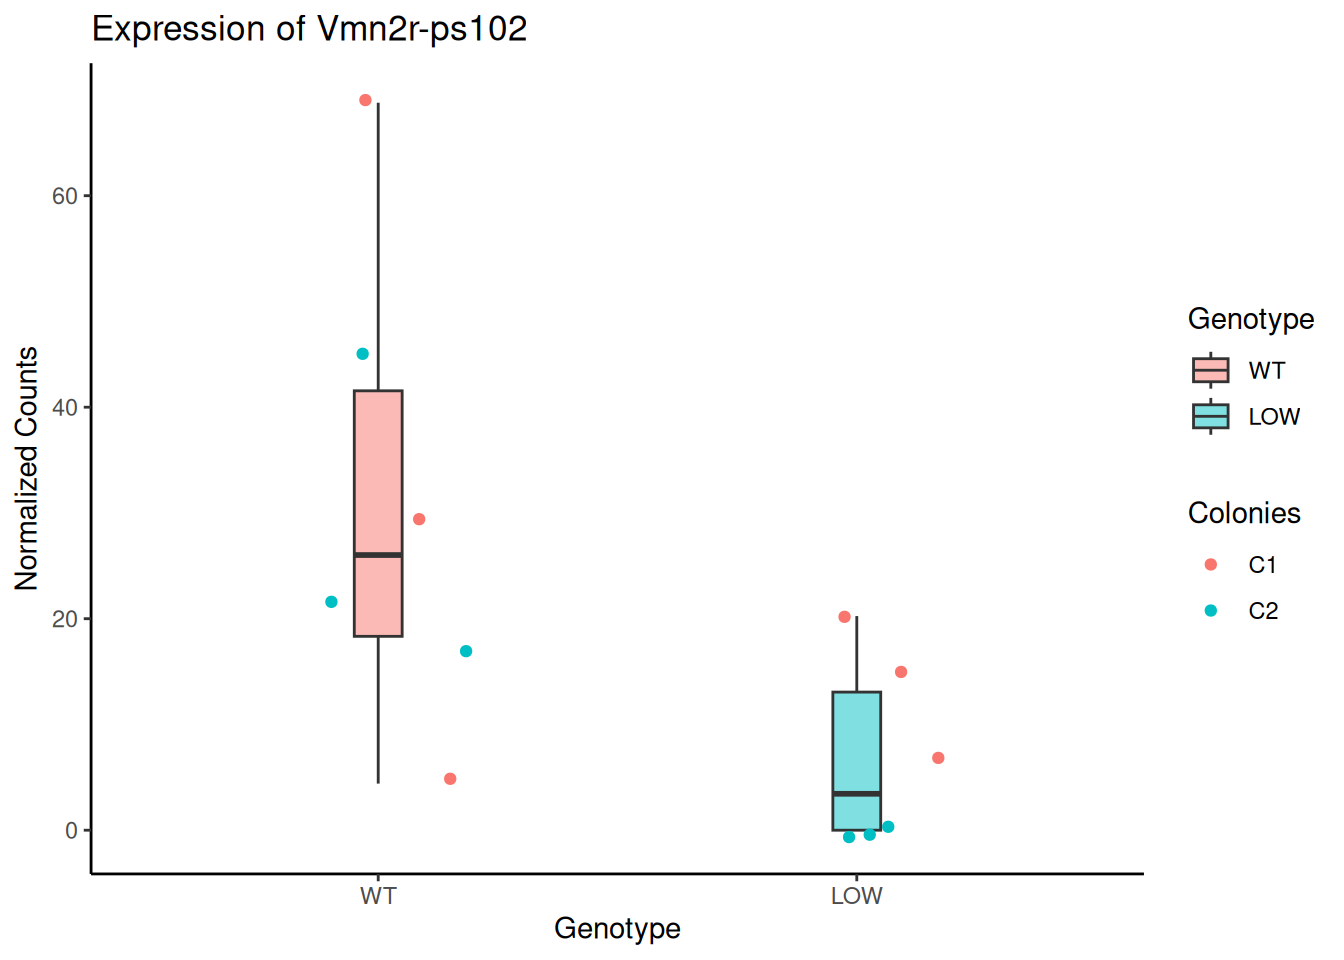 Expression of Vmn2r-ps102
Normalized Counts
60
40
20
0
WT
LOW
Genotype
Genotype
WT
LOW
Colonies
C1
C2